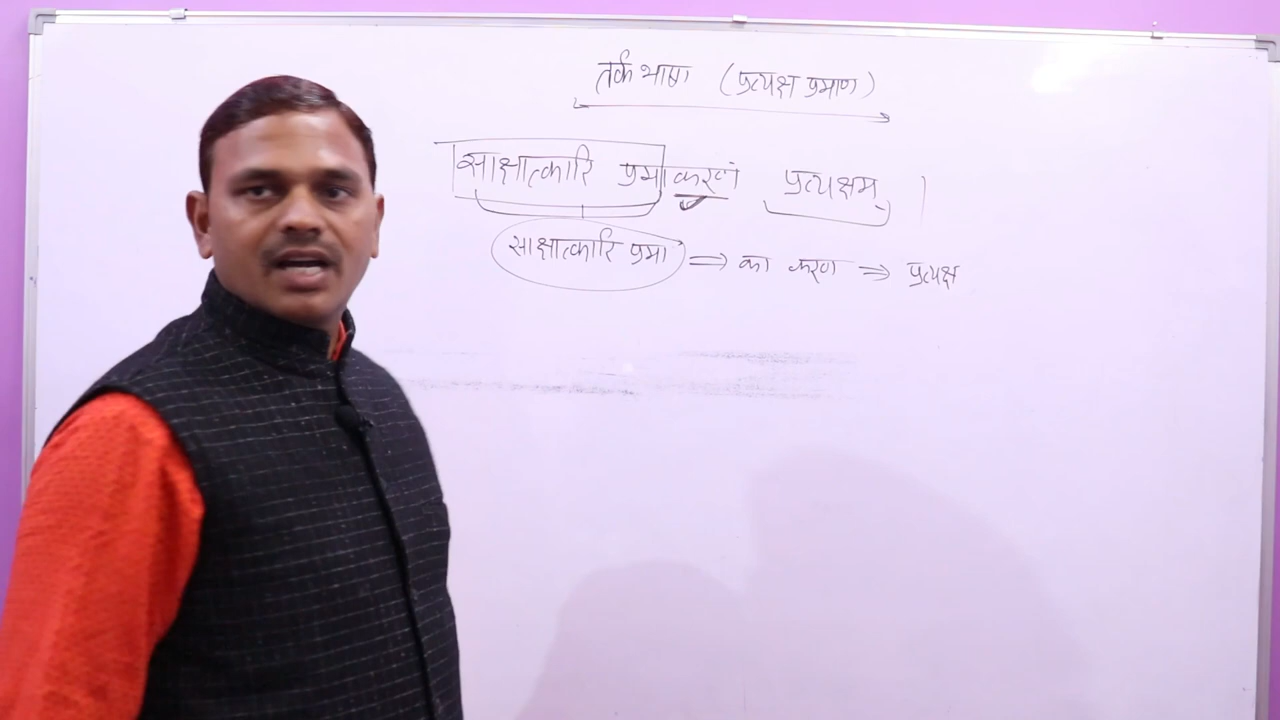 तर्कभाषा (प्रत्यक्ष प्रमाण)
साक्षात्कारि प्रमाकरणं प्रत्यक्षम् ।
साक्षात्कारि प्रमा ⇒ का करण ⇒ प्रत्यक्ष